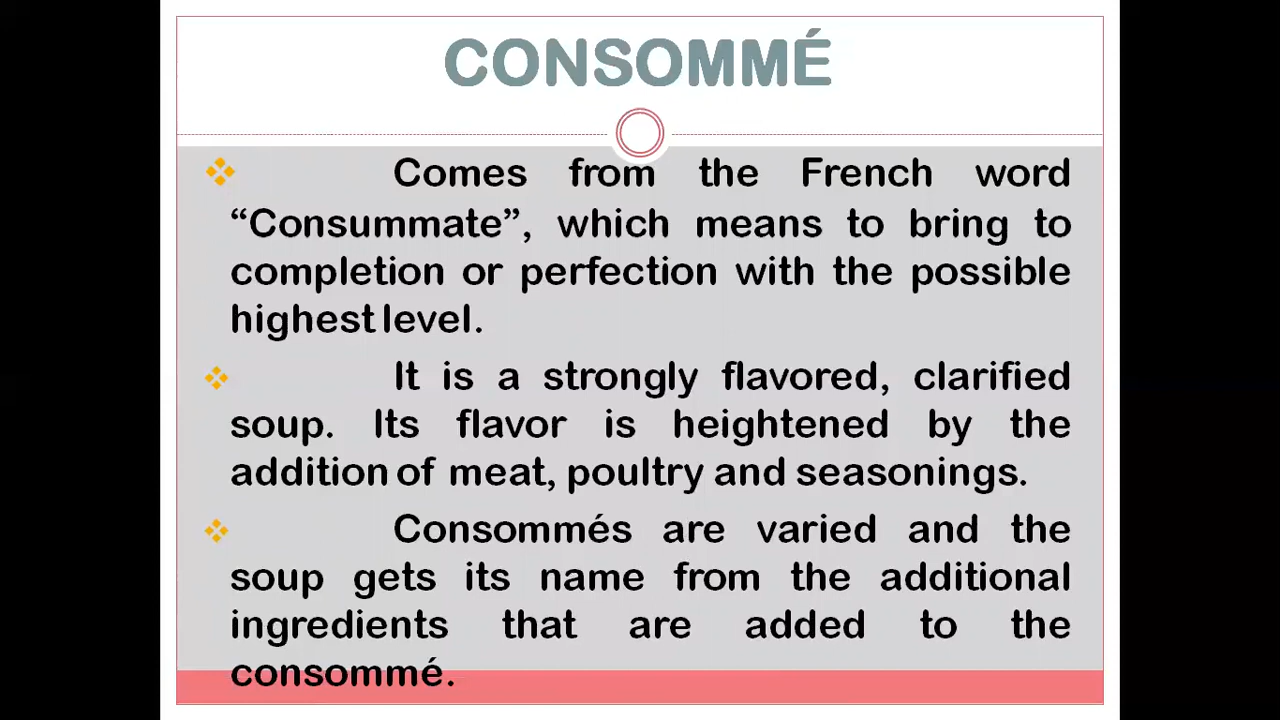 CONSOMMÉ
Comes from the French word
“Consummate”, which means to bring to
completion or perfection with the possible
highest level.
It is a strongly flavored, clarified
soup. Its flavor is heightened by the
addition of meat, poultry and seasonings.
Consommés are varied and the
soup gets its name from the additional
ingredients that are added to the
consommé.